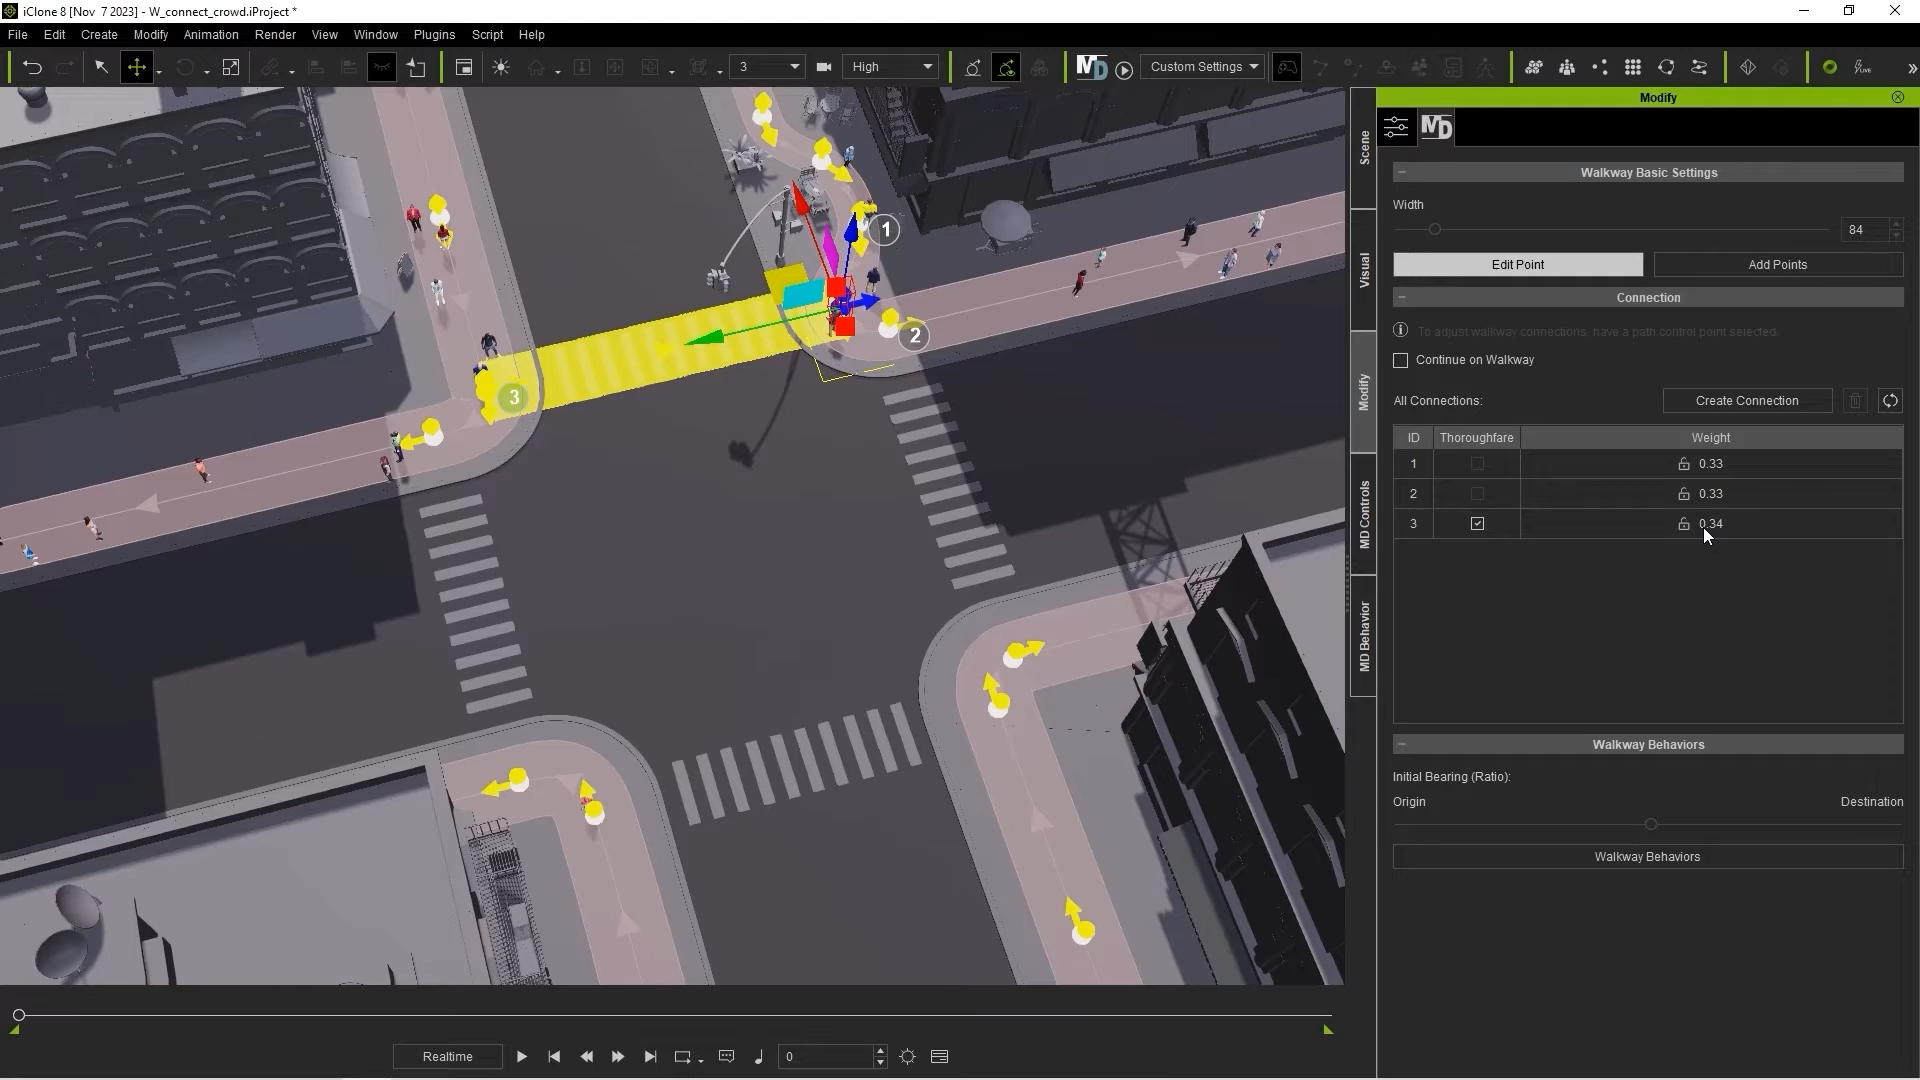 iClone 8 [Nov  7 2023] - W_connect_crowd.iProject *
File Edit Create Modify Animation Render View Window Plugins Script Help
3 High MD Custom Settings LIVE
Modify
MD
Scene
Visual
Modify
MD Controls
MD Behavior
Walkway Basic Settings
Width
84
Edit Point Add Points
Connection
To adjust walkway connections, have a path control point selected.
Continue on Walkway
All Connections: Create Connection
ID Thoroughfare Weight
1 0.33
2 0.33
3 0.34
Walkway Behaviors
Initial Bearing (Ratio):
Origin Destination
Walkway Behaviors
1
2
3
Realtime 0